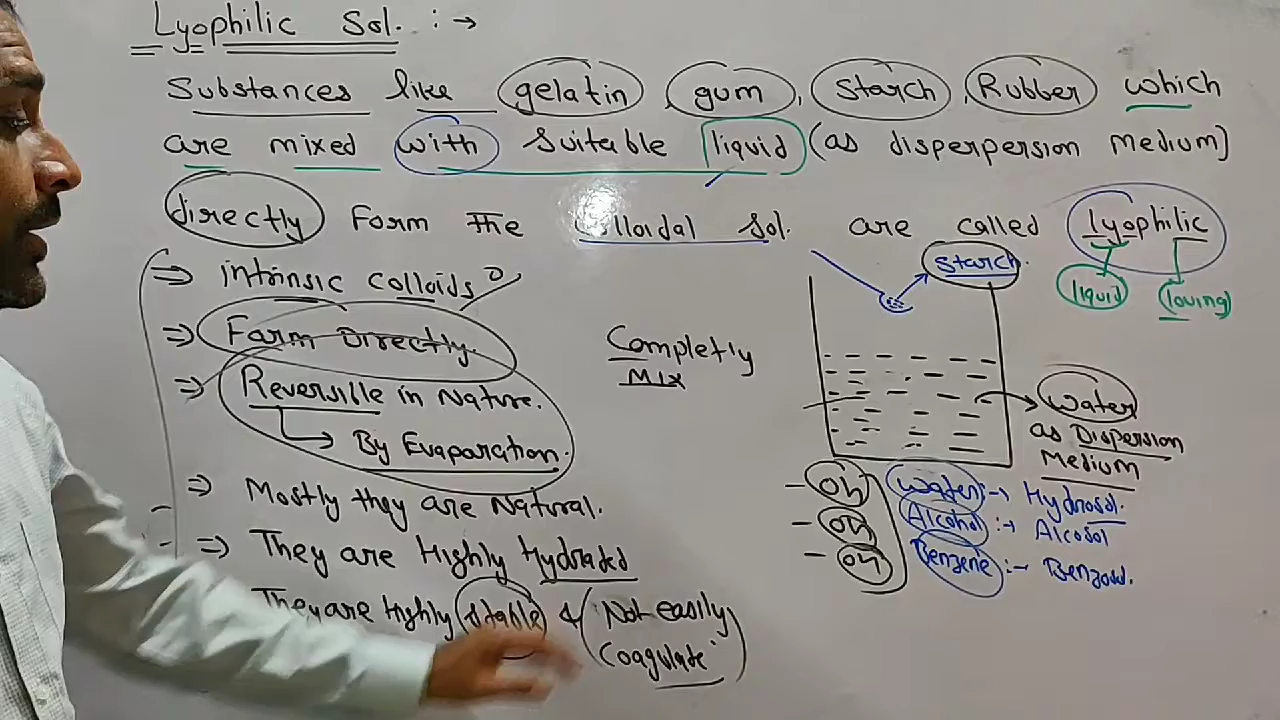 Lyophilic Sol. :→
Substances like gelatin, gum, starch, Rubber which
are mixed with suitable liquid (as disperpersion medium)
directly Form the Colloidal Sol. are called lyophilic
liquid loving
starch
⇒ intrinsic colloids
⇒ Form Directly.
⇒ Reversible in Nature.
→ By Evaporation.
⇒ Mostly they are Natural.
⇒ They are Highly Hydrated
They are Highly stable & (Not easily
Coagulate)
Completly
Mix
→ water
as Dispersion
Medium
- OH
- OH
- OH
Water :→ Hydrosol.
Alcohol :→ Alcosol
Benzene :→ Benzosol.